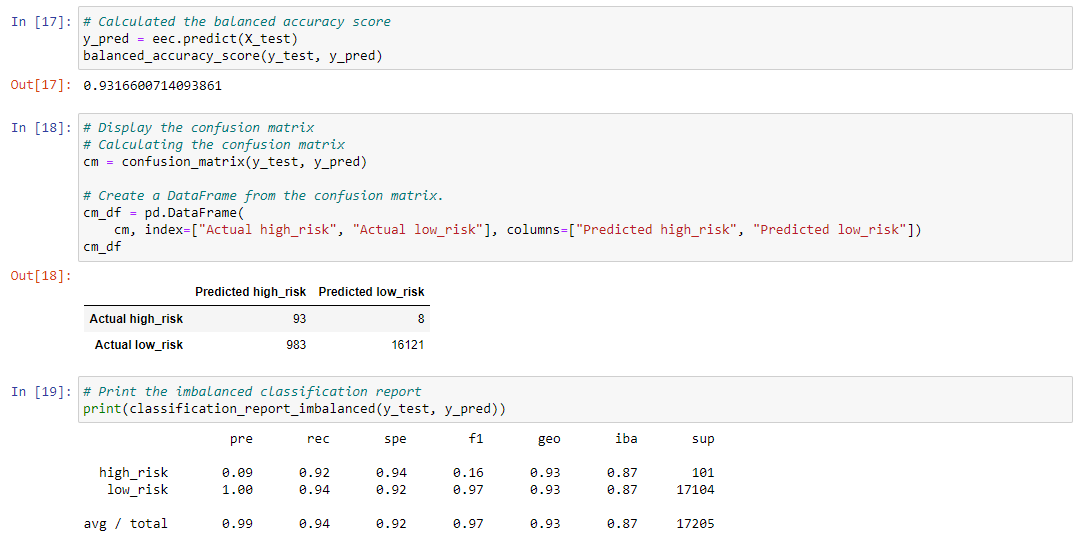 In [17]: # Calculated the balanced accuracy score
y_pred = eec.predict(X_test)
balanced_accuracy_score(y_test, y_pred)
Out[17]: 0.9316600714093861
In [18]: # Display the confusion matrix
# Calculating the confusion matrix
cm = confusion_matrix(y_test, y_pred)
# Create a DataFrame from the confusion matrix.
cm_df = pd.DataFrame(
cm, index=["Actual high_risk", "Actual low_risk"], columns=["Predicted high_risk", "Predicted low_risk"])
cm_df
Out[18]:
Predicted high_risk Predicted low_risk
Actual high_risk 93 8
Actual low_risk 983 16121
In [19]: # Print the imbalanced classification report
print(classification_report_imbalanced(y_test, y_pred))
pre rec spe f1 geo iba sup
high_risk 0.09 0.92 0.94 0.16 0.93 0.87 101
low_risk 1.00 0.94 0.92 0.97 0.93 0.87 17104
avg / total 0.99 0.94 0.92 0.97 0.93 0.87 17205